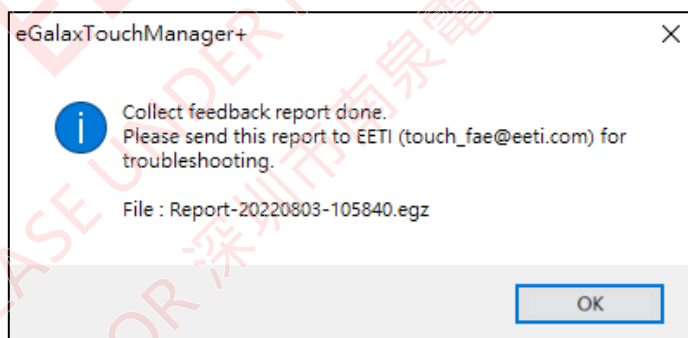 eGalaxTouchManager+
Collect feedback report done.
Please send this report to EETI (touch_fae@eeti.com) for
troubleshooting.
File : Report-20220803-105840.egz
OK